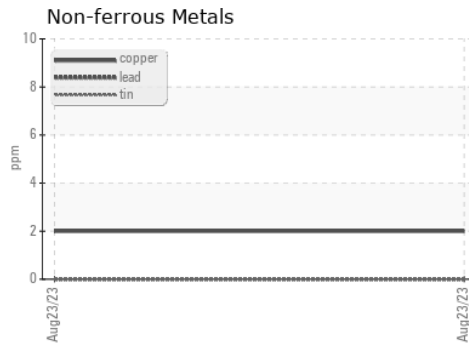 Non-ferrous Metals
10
8
6
4
2
0
ppm
copper
lead
tin
Aug23/23
Aug23/23